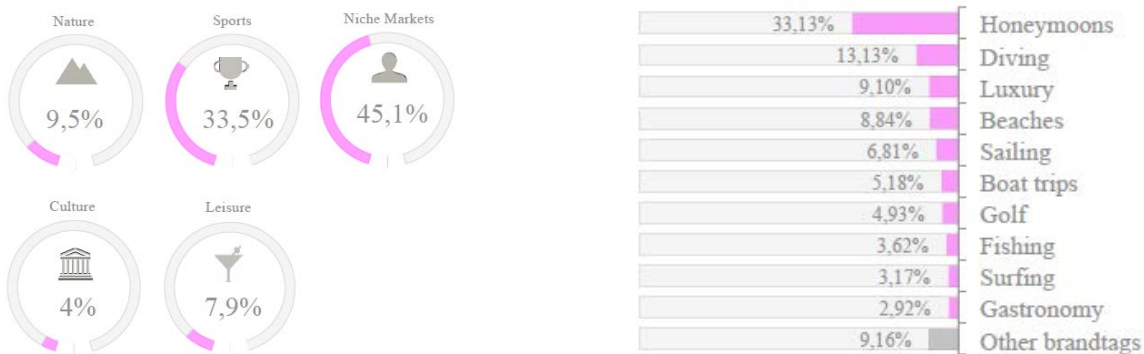 Nature Sports Niche Markets
9,5% 33,5% 45,1%
Culture Leisure
4% 7,9%
33,13% Honeymoons
13,13% Diving
9,10% Luxury
8,84% Beaches
6,81% Sailing
5,18% Boat trips
4,93% Golf
3,62% Fishing
3,17% Surfing
2,92% Gastronomy
9,16% Other brandtags